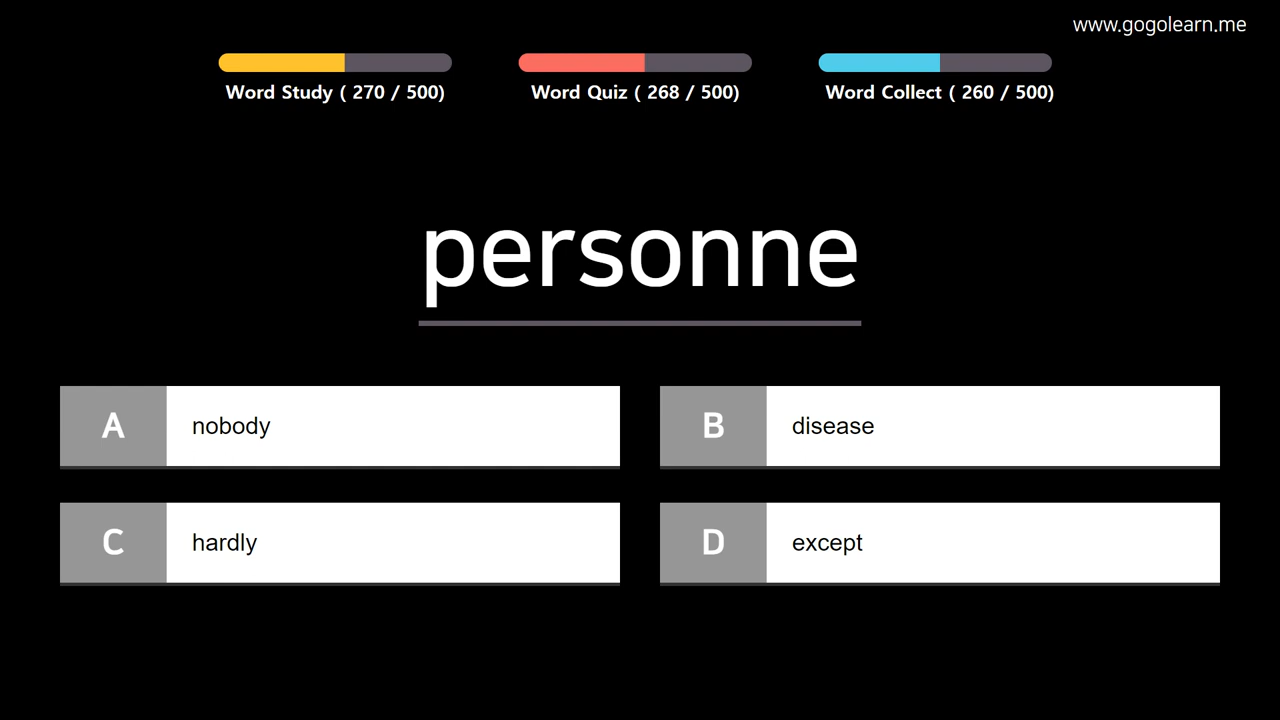 www.gogolearn.me
Word Study ( 270 / 500)
Word Quiz ( 268 / 500)
Word Collect ( 260 / 500)
personne
A nobody
B disease
C hardly
D except